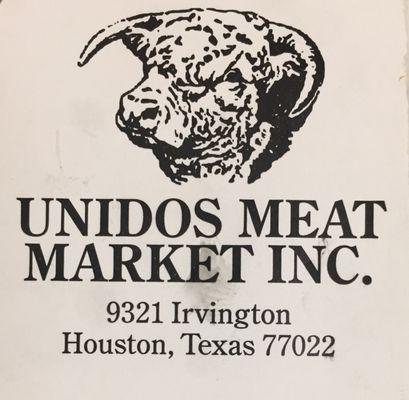 UNIDOS MEAT
MARKET INC.
9321 Irvington
Houston, Texas 77022